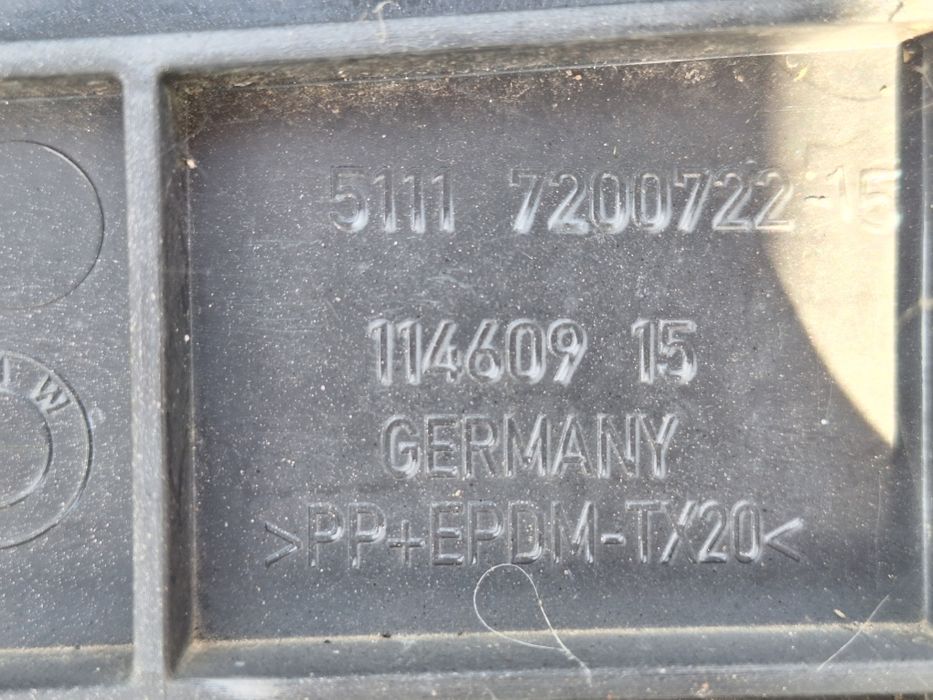 5111 7200722-15
114609 15
GERMANY
>PP+EPDM-TX20<